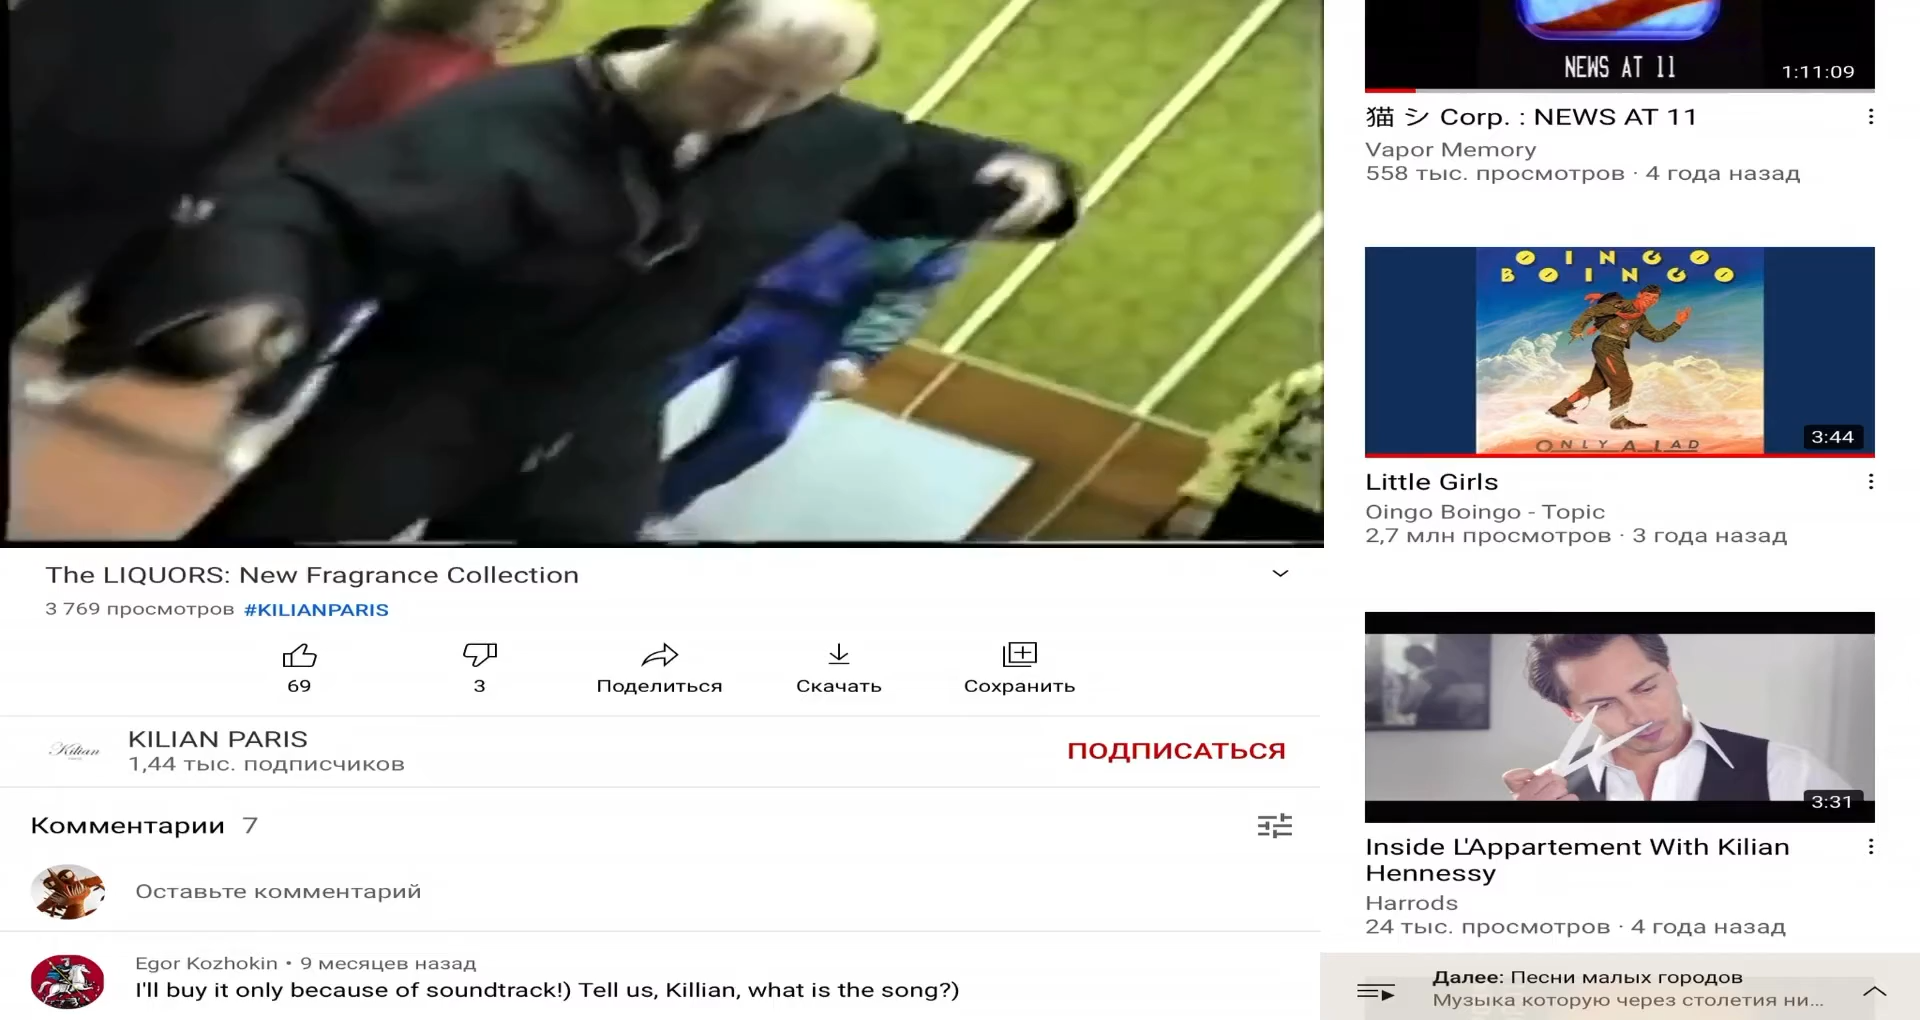 NEWS AT 11
1:11:09
猫 シ Corp. : NEWS AT 11
Vapor Memory
558 тыс. просмотров · 4 года назад
OINGO
BOINGO
ONLY A LAD
3:44
Little Girls
Oingo Boingo - Topic
2,7 млн просмотров · 3 года назад
3:31
Inside L'Appartement With Kilian
Hennessy
Harrods
24 тыс. просмотров · 4 года назад
The LIQUORS: New Fragrance Collection
3 769 просмотров #KILIANPARIS
69
3
Поделиться
Скачать
Сохранить
Kilian
KILIAN PARIS
1,44 тыс. подписчиков
ПОДПИСАТЬСЯ
Комментарии 7
Оставьте комментарий
Egor Kozhokin • 9 месяцев назад
I'll buy it only because of soundtrack!) Tell us, Killian, what is the song?)
Далее: Песни малых городов
Музыка которую через столетия ни...